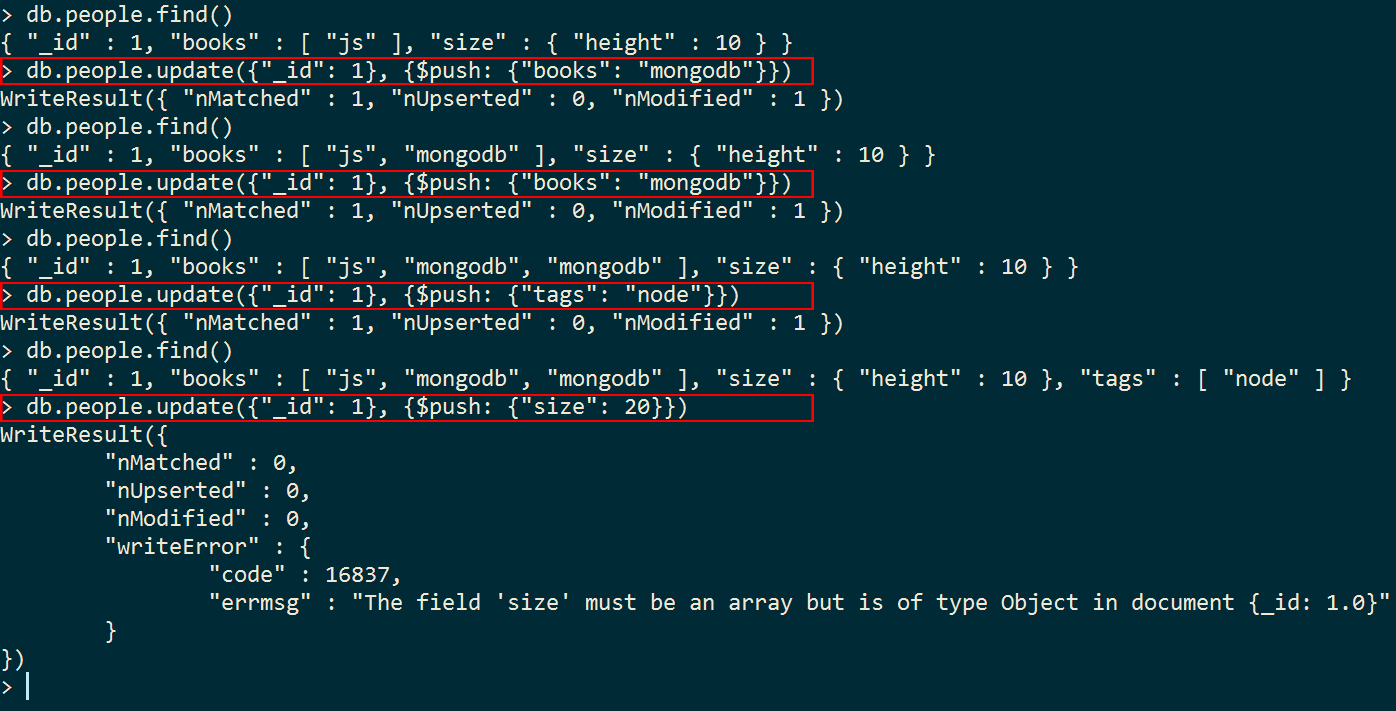 > db.people.find()
{ "_id" : 1, "books" : [ "js" ], "size" : { "height" : 10 } }
> db.people.update({"_id": 1}, {$push: {"books": "mongodb"}})
WriteResult({ "nMatched" : 1, "nUpserted" : 0, "nModified" : 1 })
> db.people.find()
{ "_id" : 1, "books" : [ "js", "mongodb" ], "size" : { "height" : 10 } }
> db.people.update({"_id": 1}, {$push: {"books": "mongodb"}})
WriteResult({ "nMatched" : 1, "nUpserted" : 0, "nModified" : 1 })
> db.people.find()
{ "_id" : 1, "books" : [ "js", "mongodb", "mongodb" ], "size" : { "height" : 10 } }
> db.people.update({"_id": 1}, {$push: {"tags": "node"}})
WriteResult({ "nMatched" : 1, "nUpserted" : 0, "nModified" : 1 })
> db.people.find()
{ "_id" : 1, "books" : [ "js", "mongodb", "mongodb" ], "size" : { "height" : 10 }, "tags" : [ "node" ] }
> db.people.update({"_id": 1}, {$push: {"size": 20}})
WriteResult({
        "nMatched" : 0,
        "nUpserted" : 0,
        "nModified" : 0,
        "writeError" : {
                "code" : 16837,
                "errmsg" : "The field 'size' must be an array but is of type Object in document {_id: 1.0}"
        }
})
>